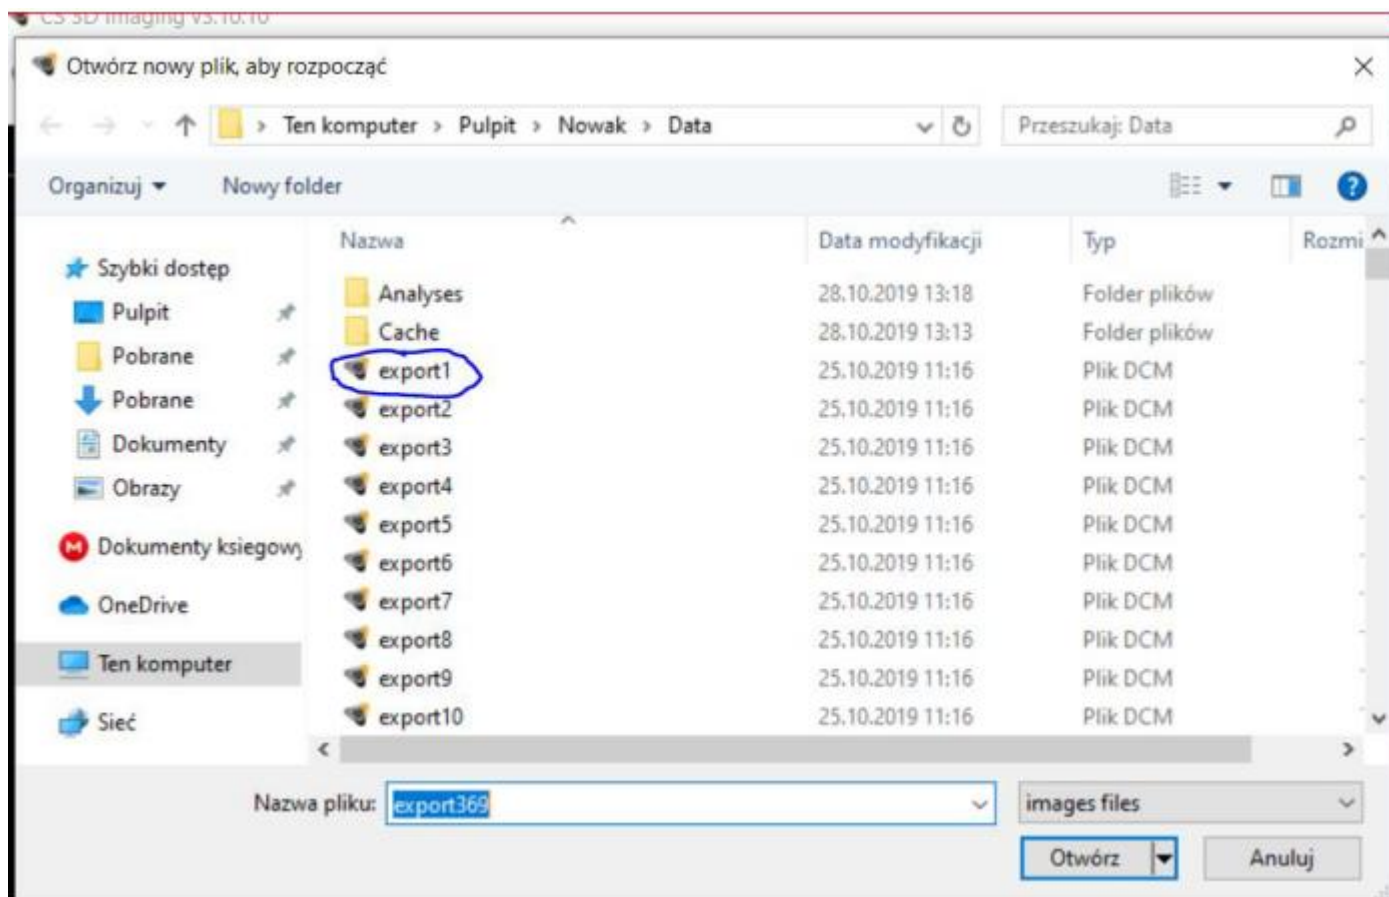 CS 3D Imaging v3.10.10
Otwórz nowy plik, aby rozpocząć
Ten komputer > Pulpit > Nowak > Data
Przeszukaj: Data
Organizuj Nowy folder
Nazwa Data modyfikacji Typ Rozmi
Szybki dostęp
Pulpit
Pobrane
Pobrane
Dokumenty
Obrazy
Dokumenty ksiegowy
OneDrive
Ten komputer
Sieć
Analyses 28.10.2019 13:18 Folder plików
Cache 28.10.2019 13:13 Folder plików
export1 25.10.2019 11:16 Plik DCM
export2 25.10.2019 11:16 Plik DCM
export3 25.10.2019 11:16 Plik DCM
export4 25.10.2019 11:16 Plik DCM
export5 25.10.2019 11:16 Plik DCM
export6 25.10.2019 11:16 Plik DCM
export7 25.10.2019 11:16 Plik DCM
export8 25.10.2019 11:16 Plik DCM
export9 25.10.2019 11:16 Plik DCM
export10 25.10.2019 11:16 Plik DCM
Nazwa pliku: export369 images files
Otwórz Anuluj